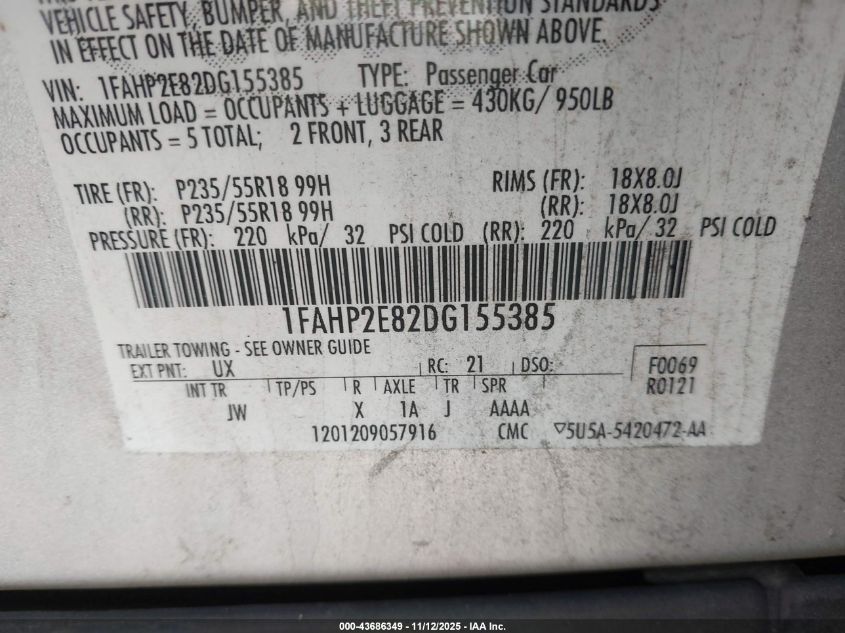 VEHICLE SAFETY, BUMPER, AND THEFT PREVENTION STANDARDS
IN EFFECT ON THE DATE OF MANUFACTURE SHOWN ABOVE.
VIN: 1FAHP2E82DG155385 TYPE: Passenger Car
MAXIMUM LOAD = OCCUPANTS + LUGGAGE = 430KG/ 950LB
OCCUPANTS = 5 TOTAL; 2 FRONT, 3 REAR
TIRE (FR): P235/55R18 99H RIMS (FR): 18X8.0J
(RR): P235/55R18 99H (RR): 18X8.0J
PRESSURE (FR): 220 kPa/ 32 PSI COLD (RR): 220 kPa/ 32 PSI COLD
1FAHP2E82DG155385
TRAILER TOWING - SEE OWNER GUIDE
EXT PNT: UX RC: 21 DSO: F0069
INT TR TP/PS R AXLE TR SPR R0121
JW X 1A J AAAA
1201209057916 CMC ▽5U5A-5420472-AA
000-43686349 - 11/12/2025 - IAA Inc.